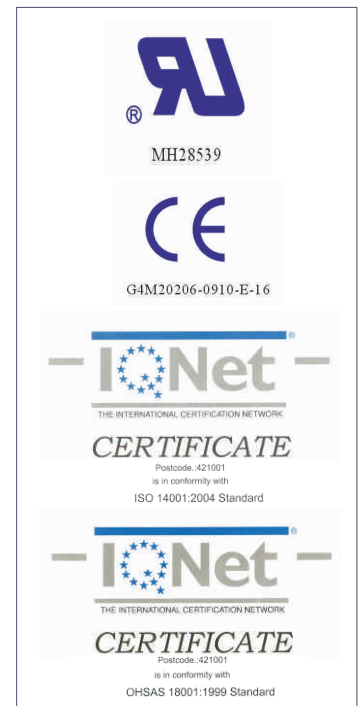 ®
MH28539
CE
G4M20206-0910-E-16
®
IQNet
THE INTERNATIONAL CERTIFICATION NETWORK
CERTIFICATE
Postcode.:421001
is in conformity with
ISO 14001:2004 Standard
®
IQNet
THE INTERNATIONAL CERTIFICATION NETWORK
CERTIFICATE
Postcode.:421001
is in conformity with
OHSAS 18001:1999 Standard